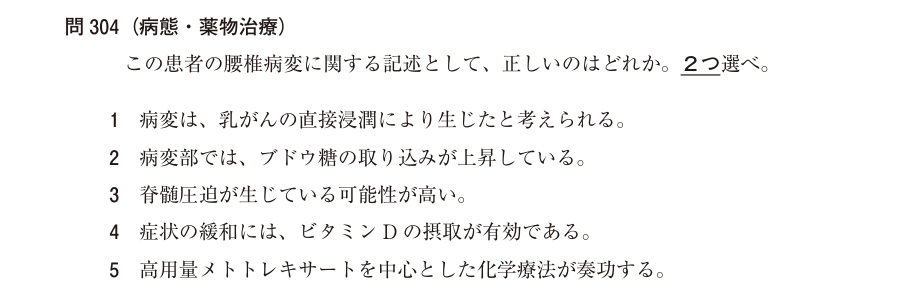 問 304（病態・薬物治療）
この患者の腰椎病変に関する記述として、正しいのはどれか。２つ選べ。
1 病変は、乳がんの直接浸潤により生じたと考えられる。
2 病変部では、ブドウ糖の取り込みが上昇している。
3 脊髄圧迫が生じている可能性が高い。
4 症状の緩和には、ビタミン D の摂取が有効である。
5 高用量メトトレキサートを中心とした化学療法が奏功する。